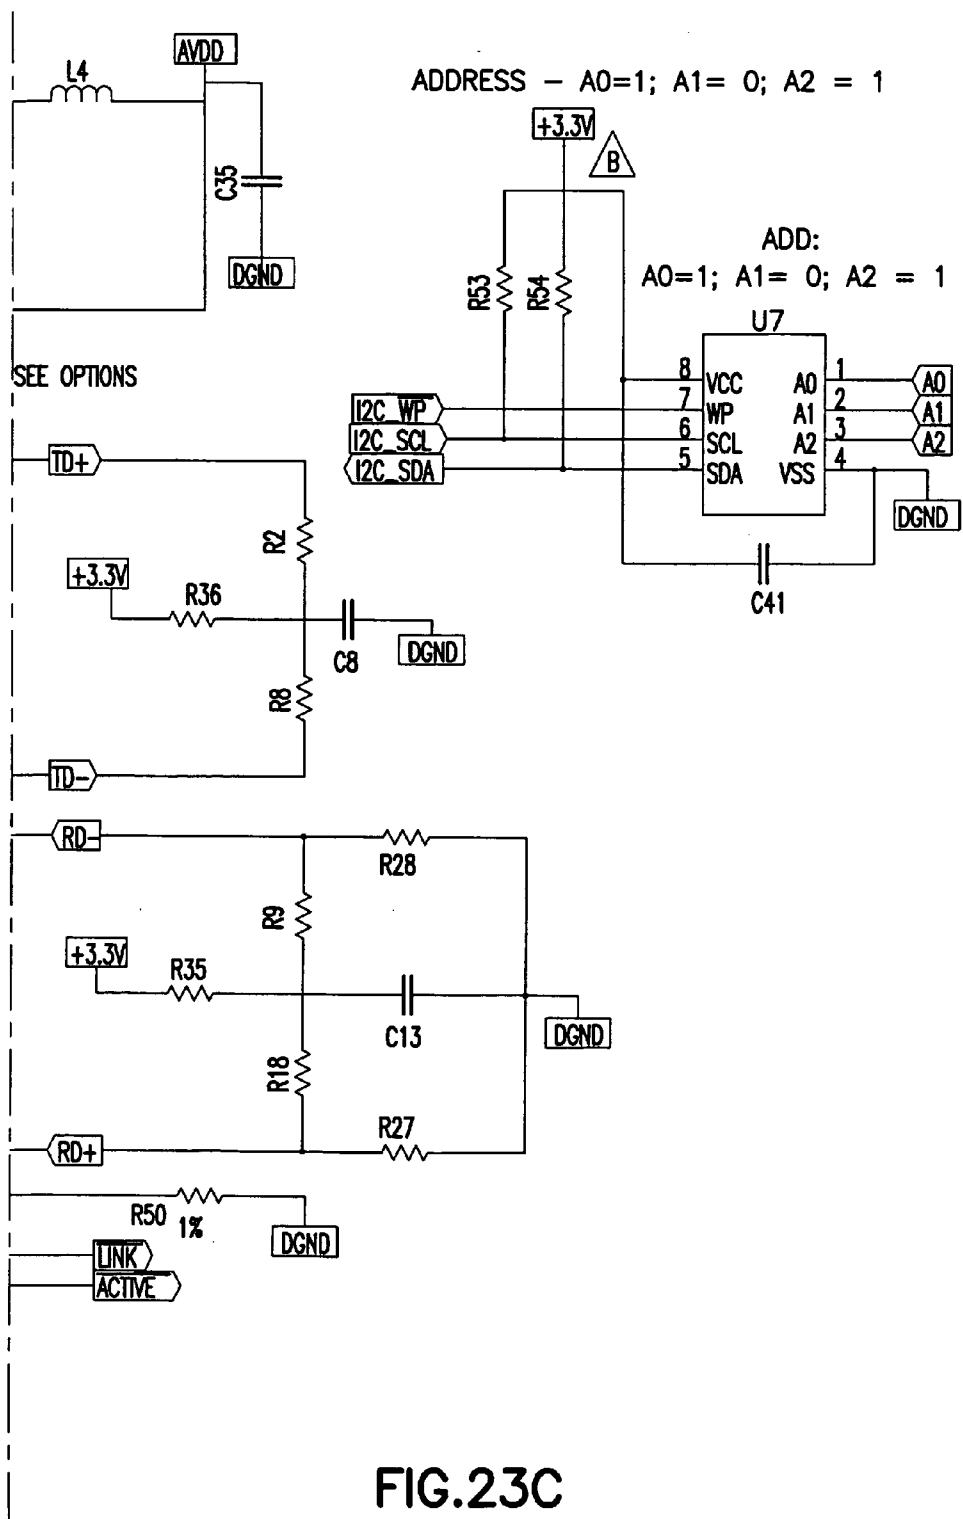 AVDD
L4
C35
DGND
SEE OPTIONS
ADDRESS – A0=1; A1= 0; A2 = 1
+3.3V
B
R53
R54
ADD:
A0=1; A1= 0; A2 = 1
U7
8 VCC A0 1 A0
I2C_WP 7 WP A1 2 A1
I2C_SCL 6 SCL A2 3 A2
I2C_SDA 5 SDA VSS 4
DGND
C41
TD+
R2
+3.3V
R36
C8
DGND
R8
TD–
RD–
R28
R9
+3.3V
R35
C13
DGND
R18
RD+
R27
R50
1%
DGND
LINK
ACTIVE
FIG.23C